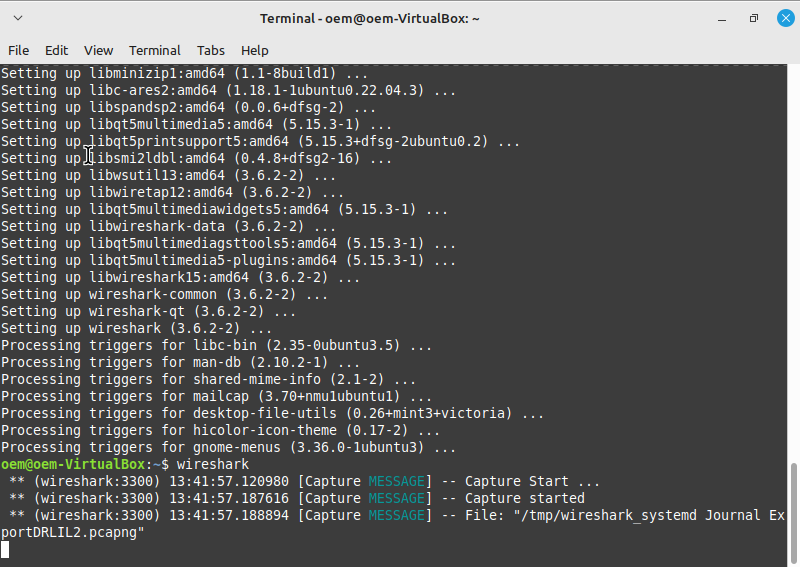 Terminal - oem@oem-VirtualBox: ~
File Edit View Terminal Tabs Help
Setting up libminizip1:amd64 (1.1-8build1) ...
Setting up libc-ares2:amd64 (1.18.1-1ubuntu0.22.04.3) ...
Setting up libspandsp2:amd64 (0.0.6+dfsg-2) ...
Setting up libqt5multimedia5:amd64 (5.15.3-1) ...
Setting up libqt5printsupport5:amd64 (5.15.3+dfsg-2ubuntu0.2) ...
Setting up libsmi2ldbl:amd64 (0.4.8+dfsg2-16) ...
Setting up libwsutil13:amd64 (3.6.2-2) ...
Setting up libwiretap12:amd64 (3.6.2-2) ...
Setting up libqt5multimediawidgets5:amd64 (5.15.3-1) ...
Setting up libwireshark-data (3.6.2-2) ...
Setting up libqt5multimediagsttools5:amd64 (5.15.3-1) ...
Setting up libqt5multimedia5-plugins:amd64 (5.15.3-1) ...
Setting up libwireshark15:amd64 (3.6.2-2) ...
Setting up wireshark-common (3.6.2-2) ...
Setting up wireshark-qt (3.6.2-2) ...
Setting up wireshark (3.6.2-2) ...
Processing triggers for libc-bin (2.35-0ubuntu3.5) ...
Processing triggers for man-db (2.10.2-1) ...
Processing triggers for shared-mime-info (2.1-2) ...
Processing triggers for mailcap (3.70+nmu1ubuntu1) ...
Processing triggers for desktop-file-utils (0.26+mint3+victoria) ...
Processing triggers for hicolor-icon-theme (0.17-2) ...
Processing triggers for gnome-menus (3.36.0-1ubuntu3) ...
oem@oem-VirtualBox:~$ wireshark
** (wireshark:3300) 13:41:57.120980 [Capture MESSAGE] -- Capture Start ...
** (wireshark:3300) 13:41:57.187616 [Capture MESSAGE] -- Capture started
** (wireshark:3300) 13:41:57.188894 [Capture MESSAGE] -- File: "/tmp/wireshark_systemd Journal Ex
portDRLIL2.pcapng"